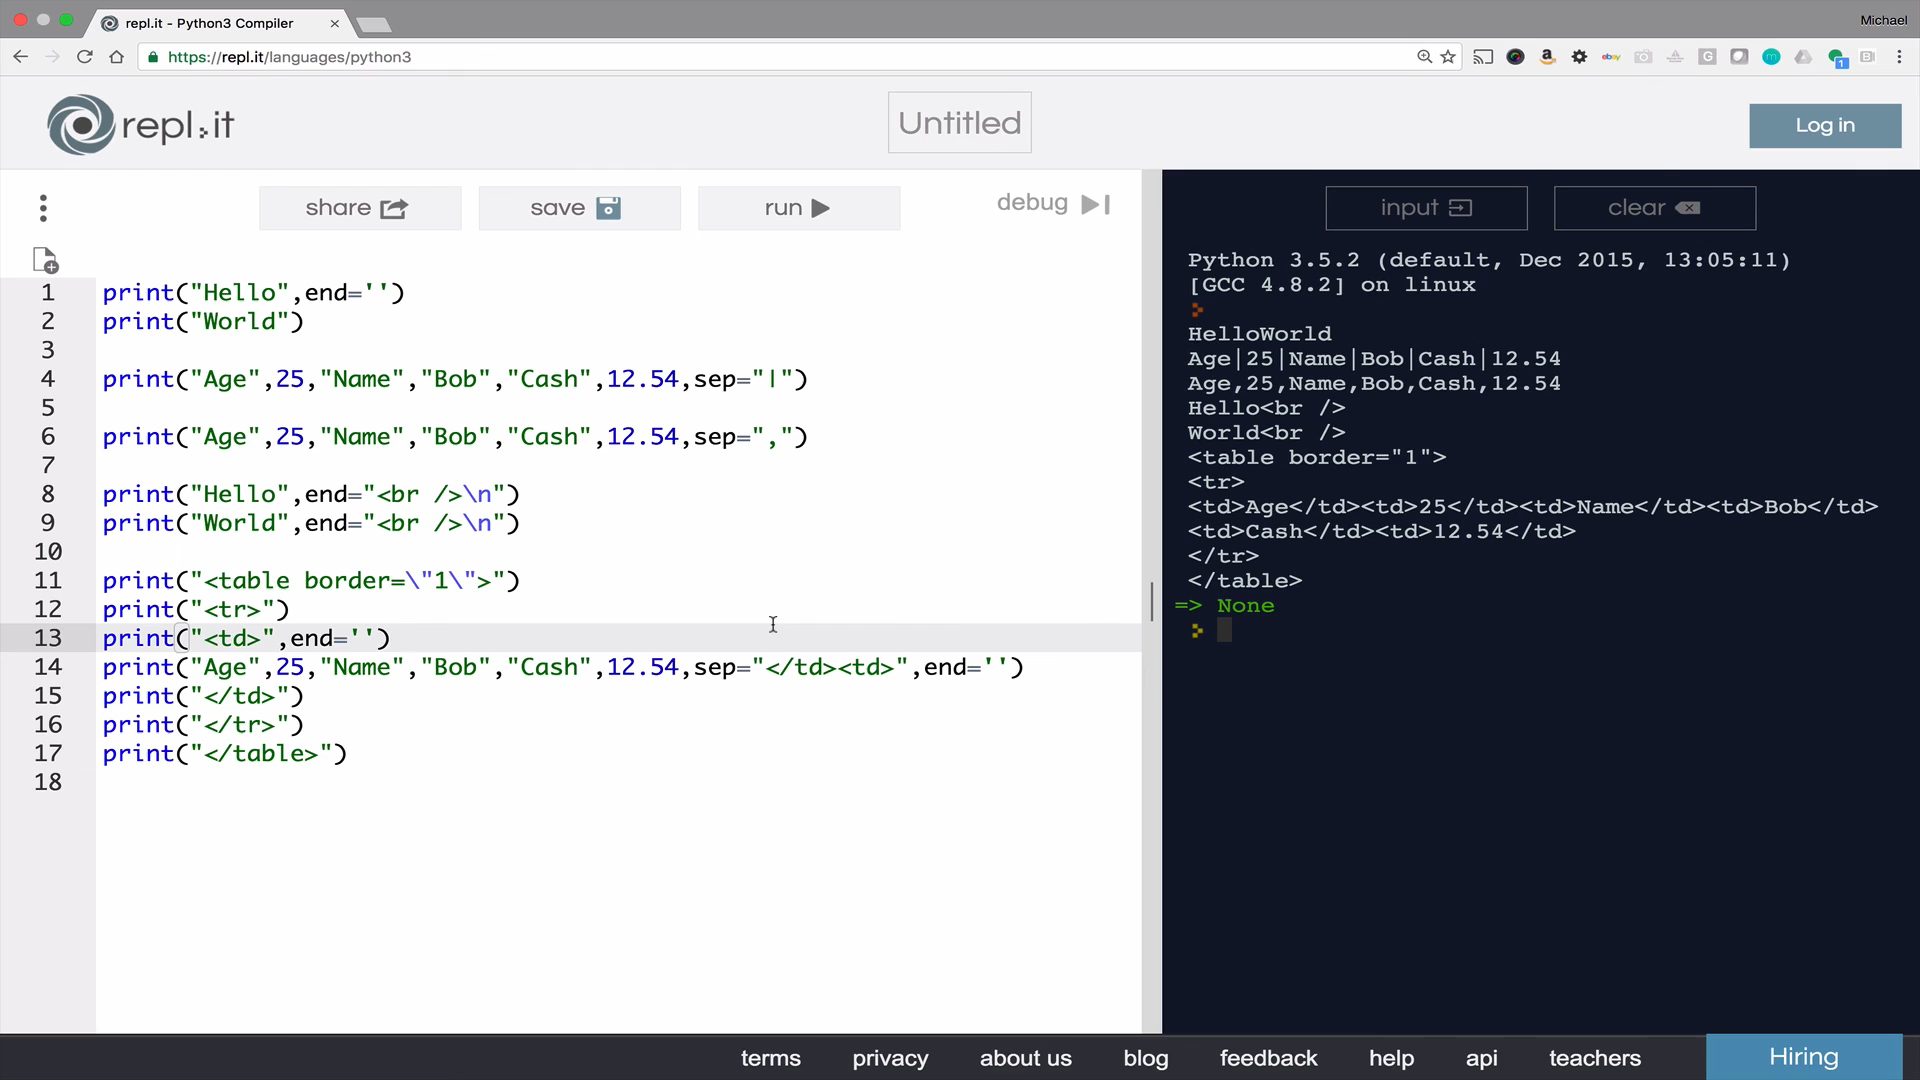 repl.it - Python3 Compiler
Michael
https://repl.it/languages/python3
repl.it
Untitled
Log in
share
save
run
debug
input
clear
1 print("Hello",end='')
2 print("World")
3
4 print("Age",25,"Name","Bob","Cash",12.54,sep="|")
5
6 print("Age",25,"Name","Bob","Cash",12.54,sep=",")
7
8 print("Hello",end="<br />\n")
9 print("World",end="<br />\n")
10
11 print("<table border=\"1\">")
12 print("<tr>")
13 print("<td>",end='')
14 print("Age",25,"Name","Bob","Cash",12.54,sep="</td><td>",end='')
15 print("</td>")
16 print("</tr>")
17 print("</table>")
18
Python 3.5.2 (default, Dec 2015, 13:05:11)
[GCC 4.8.2] on linux
HelloWorld
Age|25|Name|Bob|Cash|12.54
Age,25,Name,Bob,Cash,12.54
Hello<br />
World<br />
<table border="1">
<tr>
<td>Age</td><td>25</td><td>Name</td><td>Bob</td>
<td>Cash</td><td>12.54</td>
</tr>
</table>
=> None
terms privacy about us blog feedback help api teachers Hiring